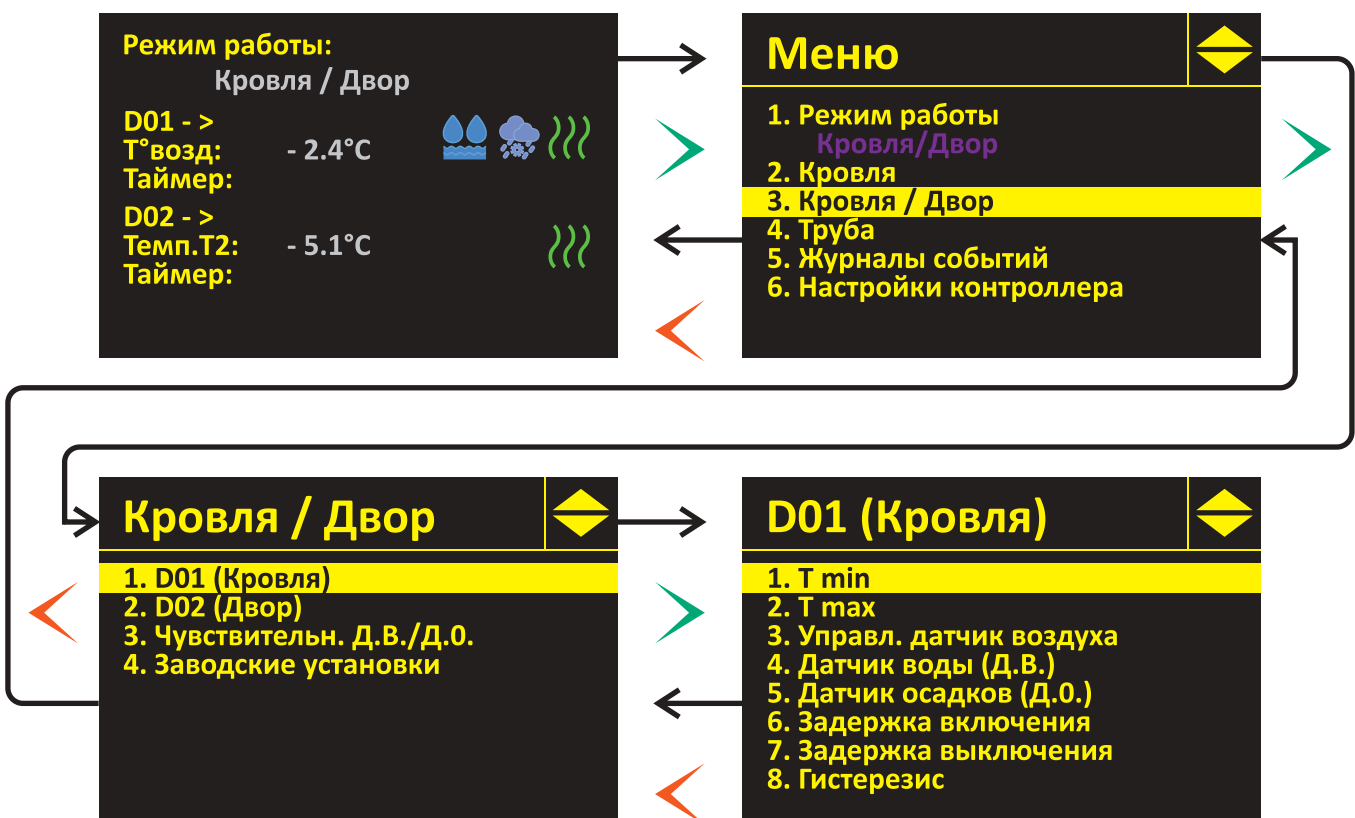 Режим работы:
Кровля / Двор
D01 - >
T°возд: - 2.4°C
Таймер:
D02 - >
Темп.T2: - 5.1°C
Таймер:
Меню
1. Режим работы
Кровля/Двор
2. Кровля
3. Кровля / Двор
4. Труба
5. Журналы событий
6. Настройки контроллера
Кровля / Двор
1. D01 (Кровля)
2. D02 (Двор)
3. Чувствительн. Д.В./Д.О.
4. Заводские установки
D01 (Кровля)
1. T min
2. T max
3. Управл. датчик воздуха
4. Датчик воды (Д.В.)
5. Датчик осадков (Д.О.)
6. Задержка включения
7. Задержка выключения
8. Гистерезис